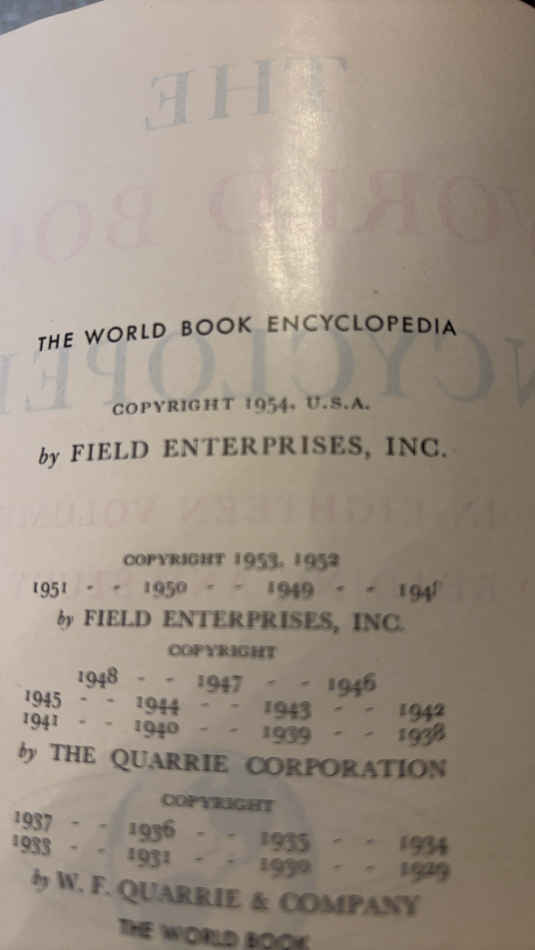 THE WORLD BOOK ENCYCLOPEDIA
COPYRIGHT 1954, U.S.A.
by FIELD ENTERPRISES, INC.
COPYRIGHT 1953, 1952
1951 - - 1950 - - 1949 - - 1948
by FIELD ENTERPRISES, INC.
COPYRIGHT
1948 - - 1947 - - 1946
1945 - - 1944 - - 1943 - - 1942
1941 - - 1940 - - 1939 - - 1938
by THE QUARRIE CORPORATION
COPYRIGHT
1937 - - 1936 - - 1935 - - 1934
1933 - - 1931 - - 1930 - - 1929
by W. F. QUARRIE & COMPANY
THE WORLD BOOK